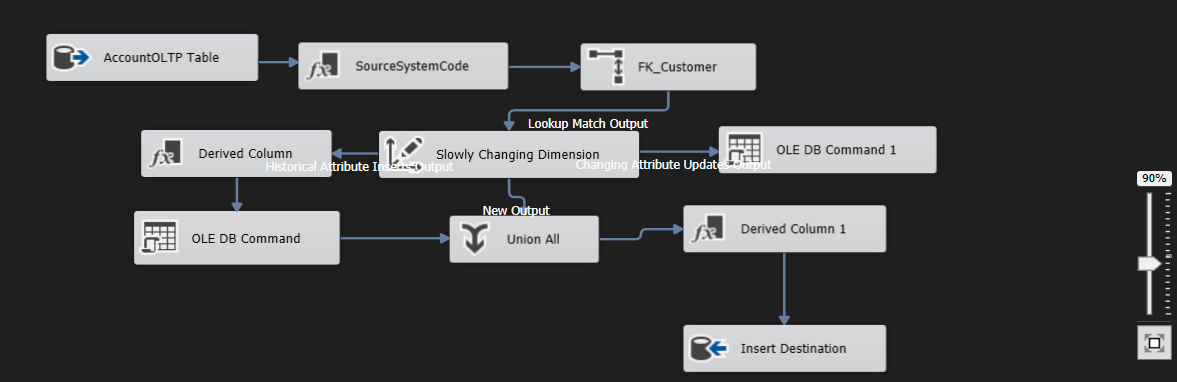 AccountOLTP Table
SourceSystemCode
FK_Customer
Lookup Match Output
Derived Column
Slowly Changing Dimension
OLE DB Command 1
Historical Attribute Inserts Output
Changing Attribute Updates Output
90%
New Output
OLE DB Command
Union All
Derived Column 1
Insert Destination